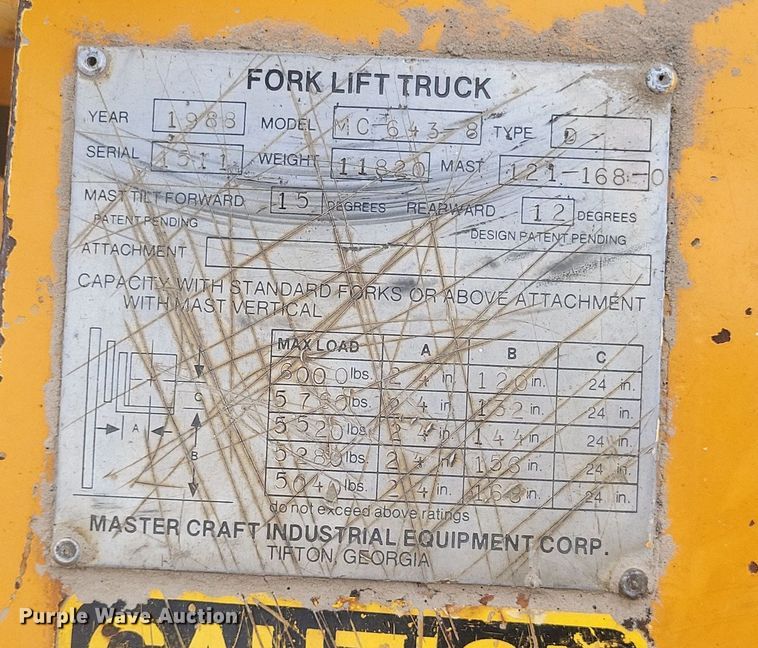 FORK LIFT TRUCK
YEAR 1988 MODEL MC-643-8 TYPE D
SERIAL 1511 WEIGHT 11820 MAST 121-168-0
MAST TILT FORWARD 15 DEGREES REARWARD 12 DEGREES
PATENT PENDING DESIGN PATENT PENDING
ATTACHMENT
CAPACITY WITH STANDARD FORKS OR ABOVE ATTACHMENT
WITH MAST VERTICAL
MAX LOAD A B C
6000 lbs. 24 in. 120 in. 24 in.
lbs. 24 in. 132 in. 24 in.
5520 lbs. 24 in. 144 in. 24 in.
5280 lbs. 24 in. in. 24 in.
5040 lbs. 24 in. 168 in. 24 in.
A B C
do not exceed above ratings
MASTER CRAFT INDUSTRIAL EQUIPMENT CORP.
TIFTON, GEORGIA
CAUTION
Purple Wave Auction